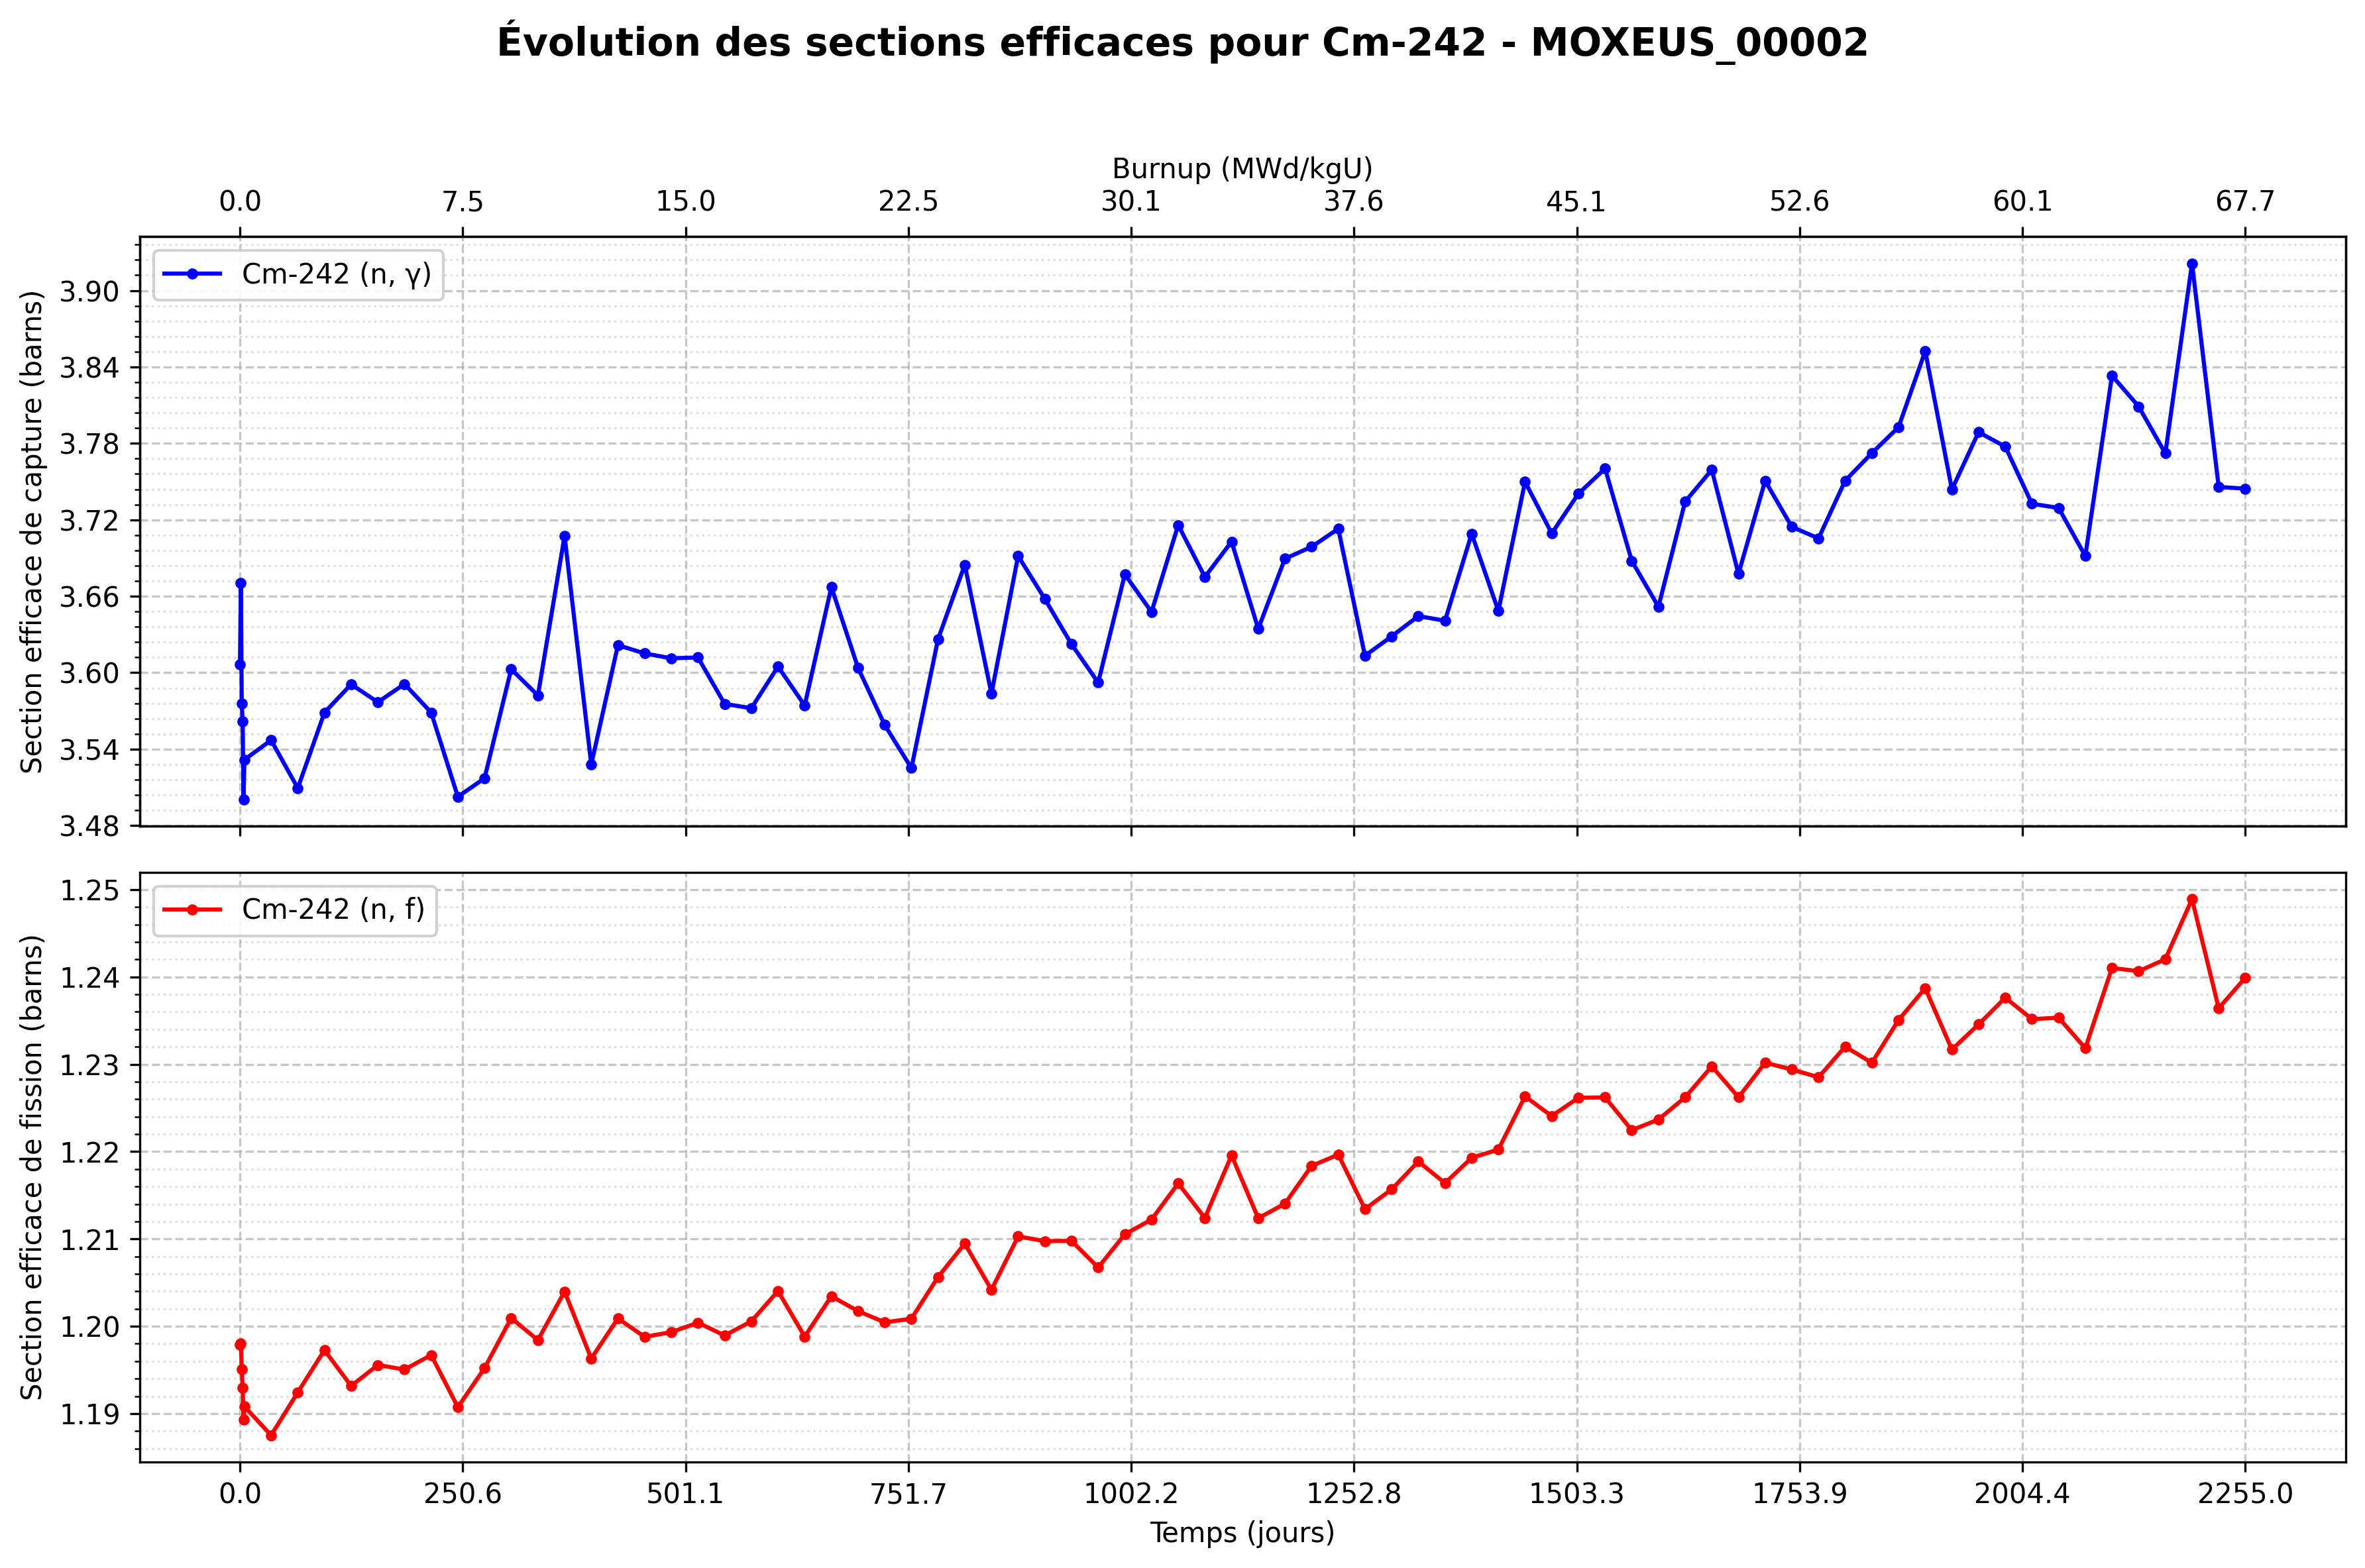 Évolution des sections efficaces pour Cm-242 - MOXEUS_00002
Burnup (MWd/kgU)
0.0 7.5 15.0 22.5 30.1 37.6 45.1 52.6 60.1 67.7
Cm-242 (n, γ)
Section efficace de capture (barns)
3.90
3.84
3.78
3.72
3.66
3.60
3.54
3.48
Cm-242 (n, f)
Section efficace de fission (barns)
1.25
1.24
1.23
1.22
1.21
1.20
1.19
0.0 250.6 501.1 751.7 1002.2 1252.8 1503.3 1753.9 2004.4 2255.0
Temps (jours)